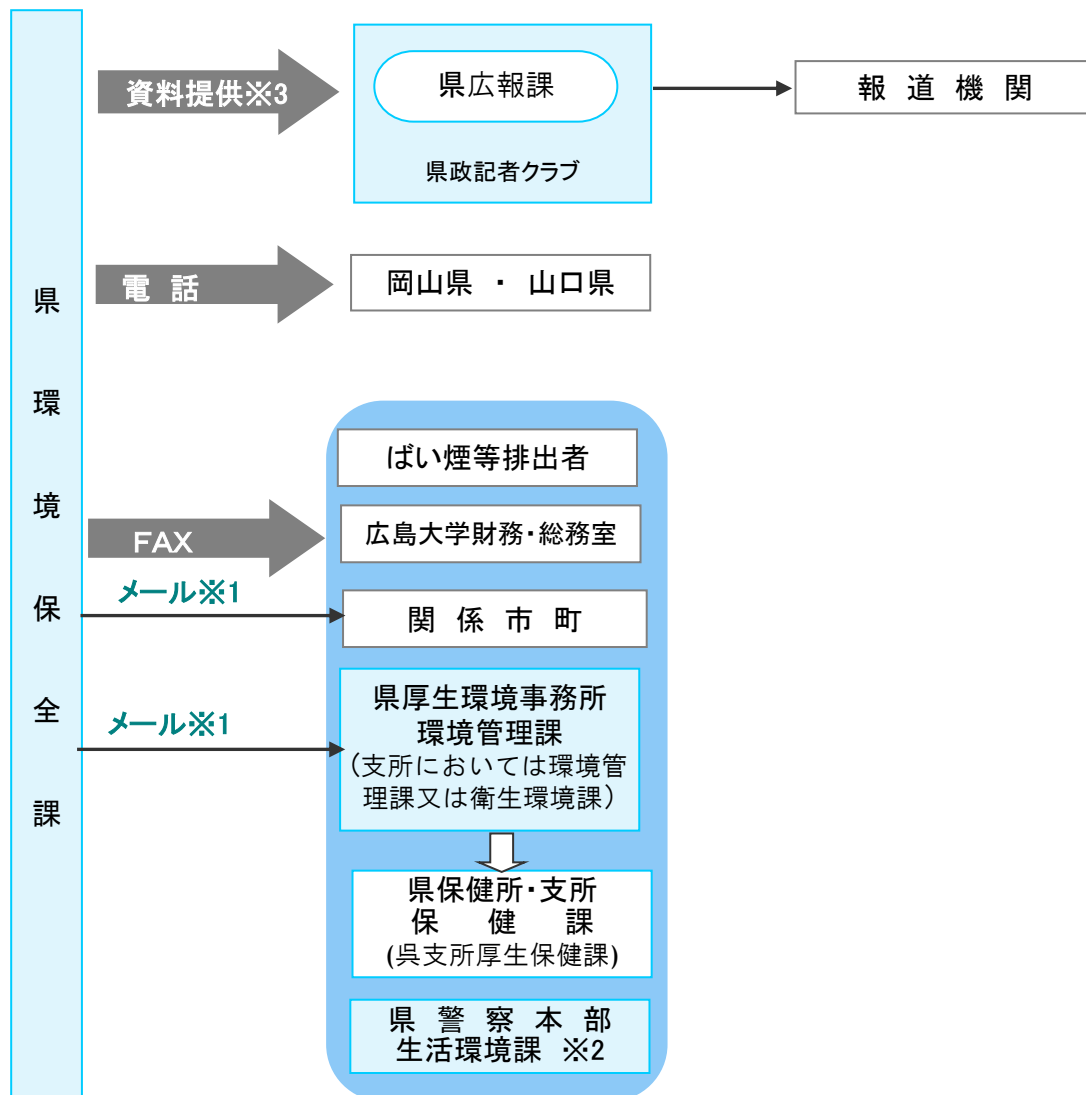 県環境保全課
資料提供※3
県広報課
県政記者クラブ
報道機関
電話
岡山県・山口県
ばい煙等排出者
FAX
広島大学財務・総務室
メール※1
関係市町
メール※1
県厚生環境事務所
環境管理課
(支所においては環境管
理課又は衛生環境課)
県保健所・支所
保健課
(呉支所厚生保健課)
県警察本部
生活環境課 ※2